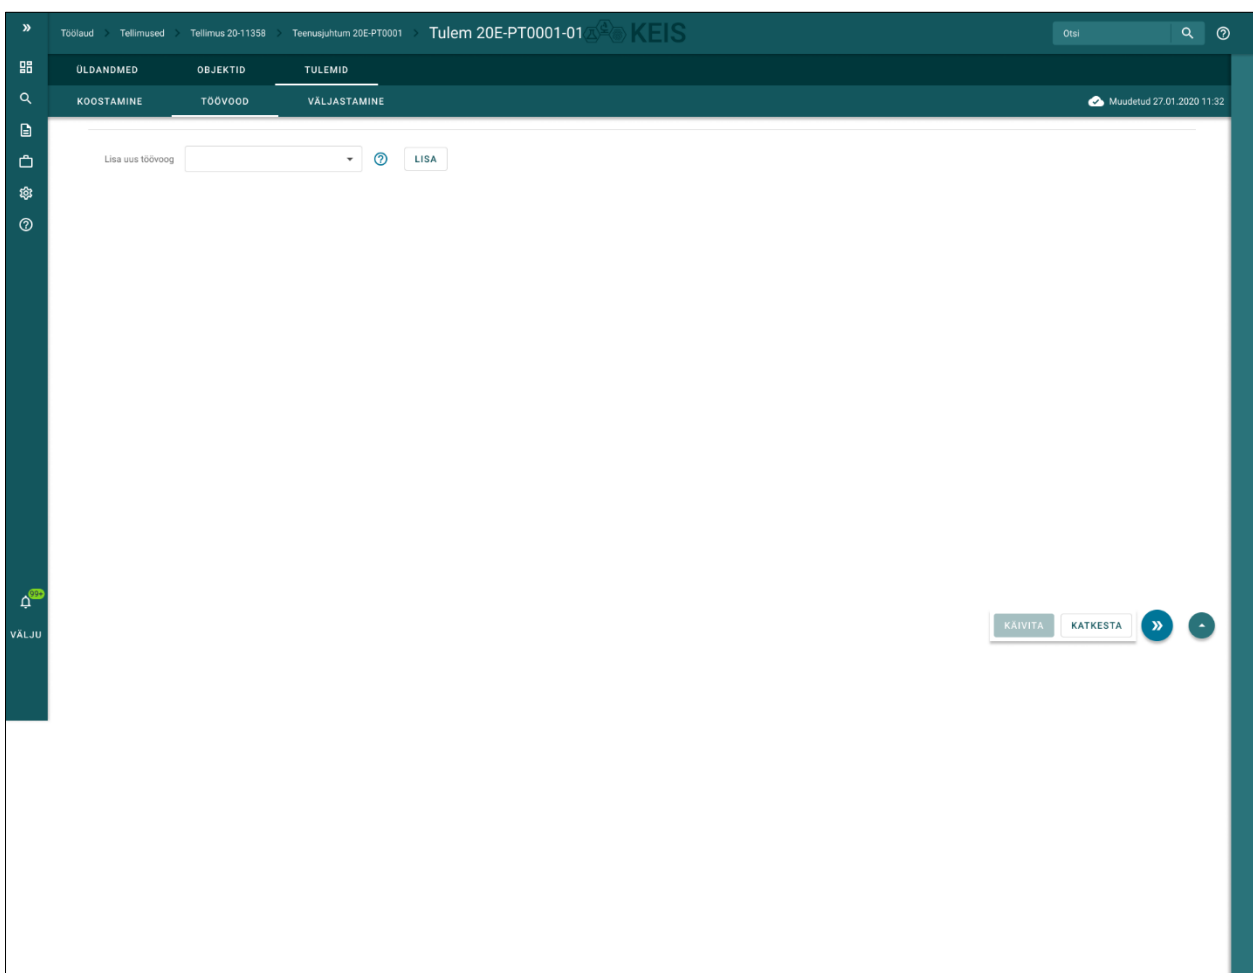 Töölaud > Tellimused > Tellimus 20-11358 > Teenusjuhtum 20E-PT0001 > Tulem 20E-PT0001-01 KEIS Otsi
ÜLDANDMED OBJEKTID TULEMID
KOOSTAMINE TÖÖVOOD VÄLJASTAMINE Muudetud 27.01.2020 11:32
Lisa uus töövoog LISA
99+
VÄLJU
KÄIVITA KATKESTA